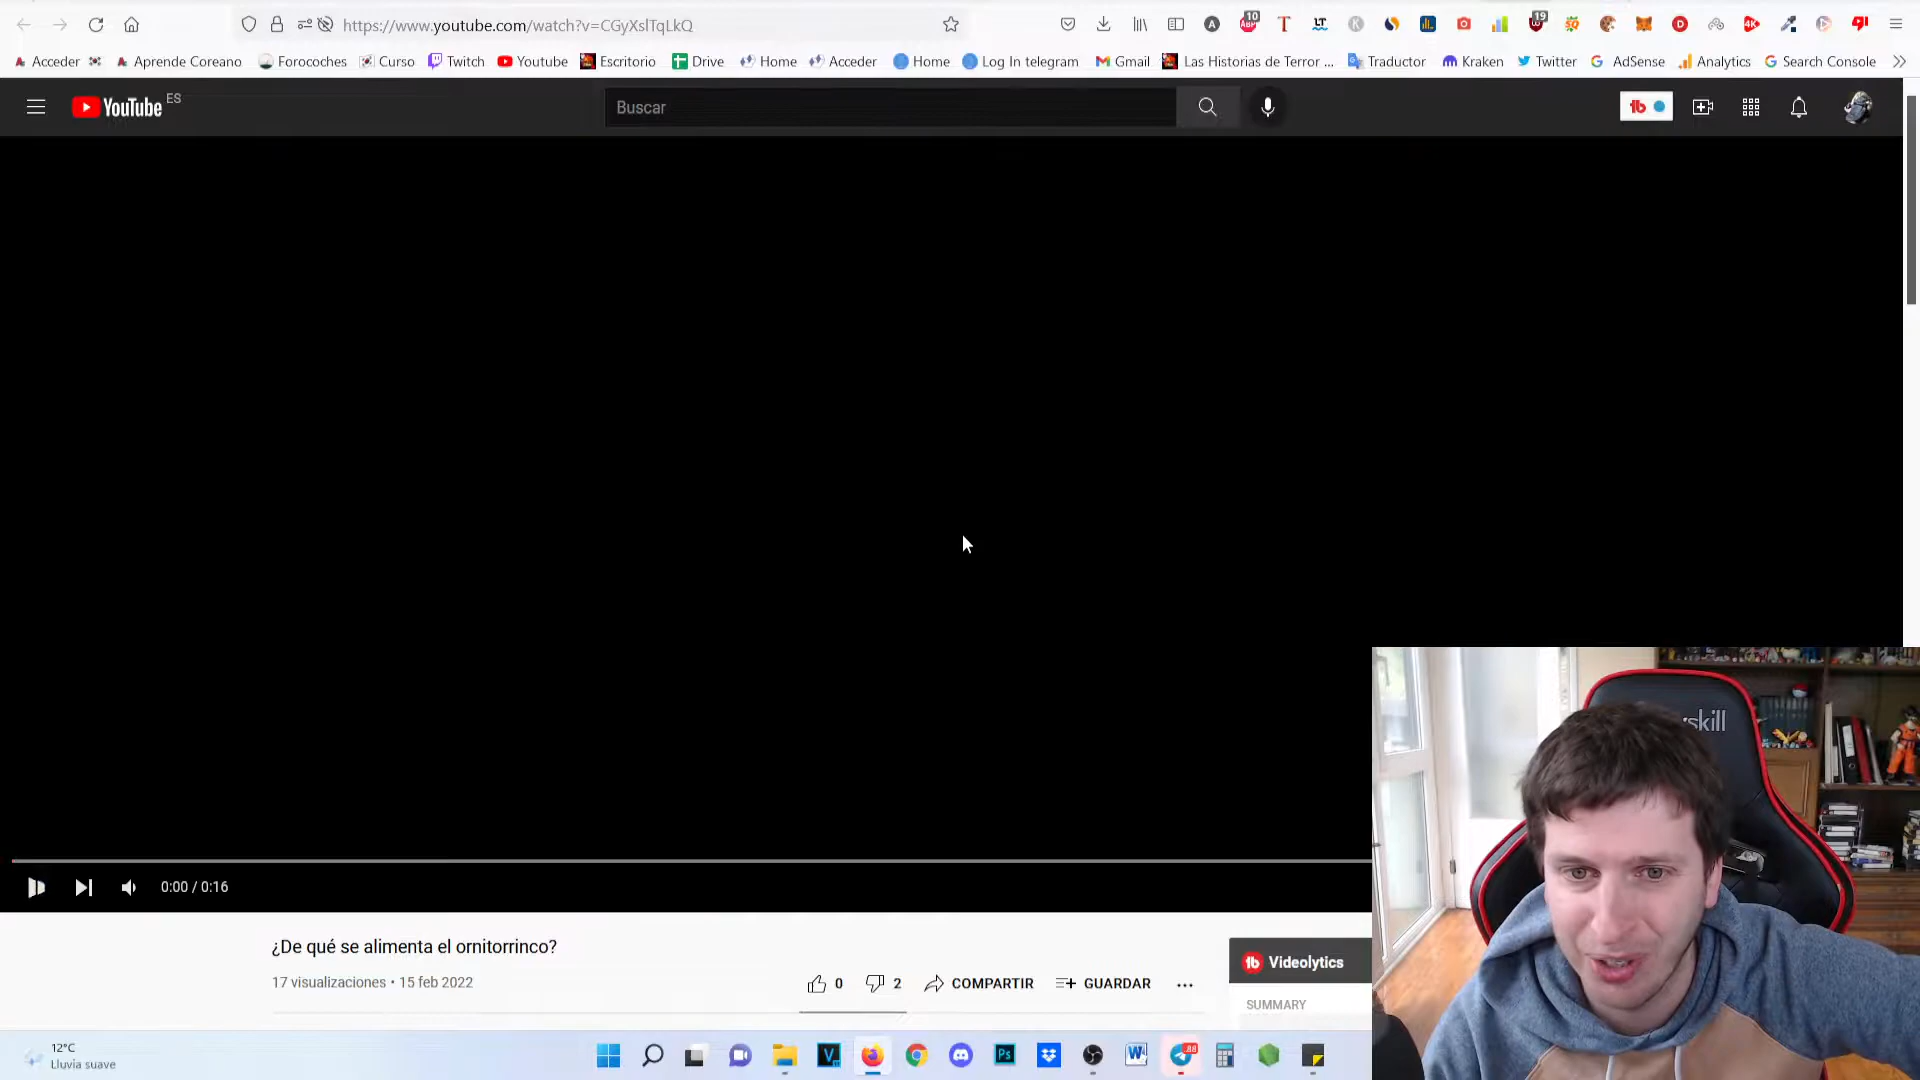 https://www.youtube.com/watch?v=CGyXslTqLkQ
10
19
Acceder
Aprende Coreano
Forocoches
Curso
Twitch
Youtube
Escritorio
Drive
Home
Acceder
Home
Log In telegram
Gmail
Las Historias de Terror ...
Traductor
Kraken
Twitter
AdSense
Analytics
Search Console
YouTube ES
Buscar
0:00 / 0:16
¿De qué se alimenta el ornitorrinco?
17 visualizaciones • 15 feb 2022
0
2
COMPARTIR
GUARDAR
Videolytics
SUMMARY
skill
12°C
Lluvia suave